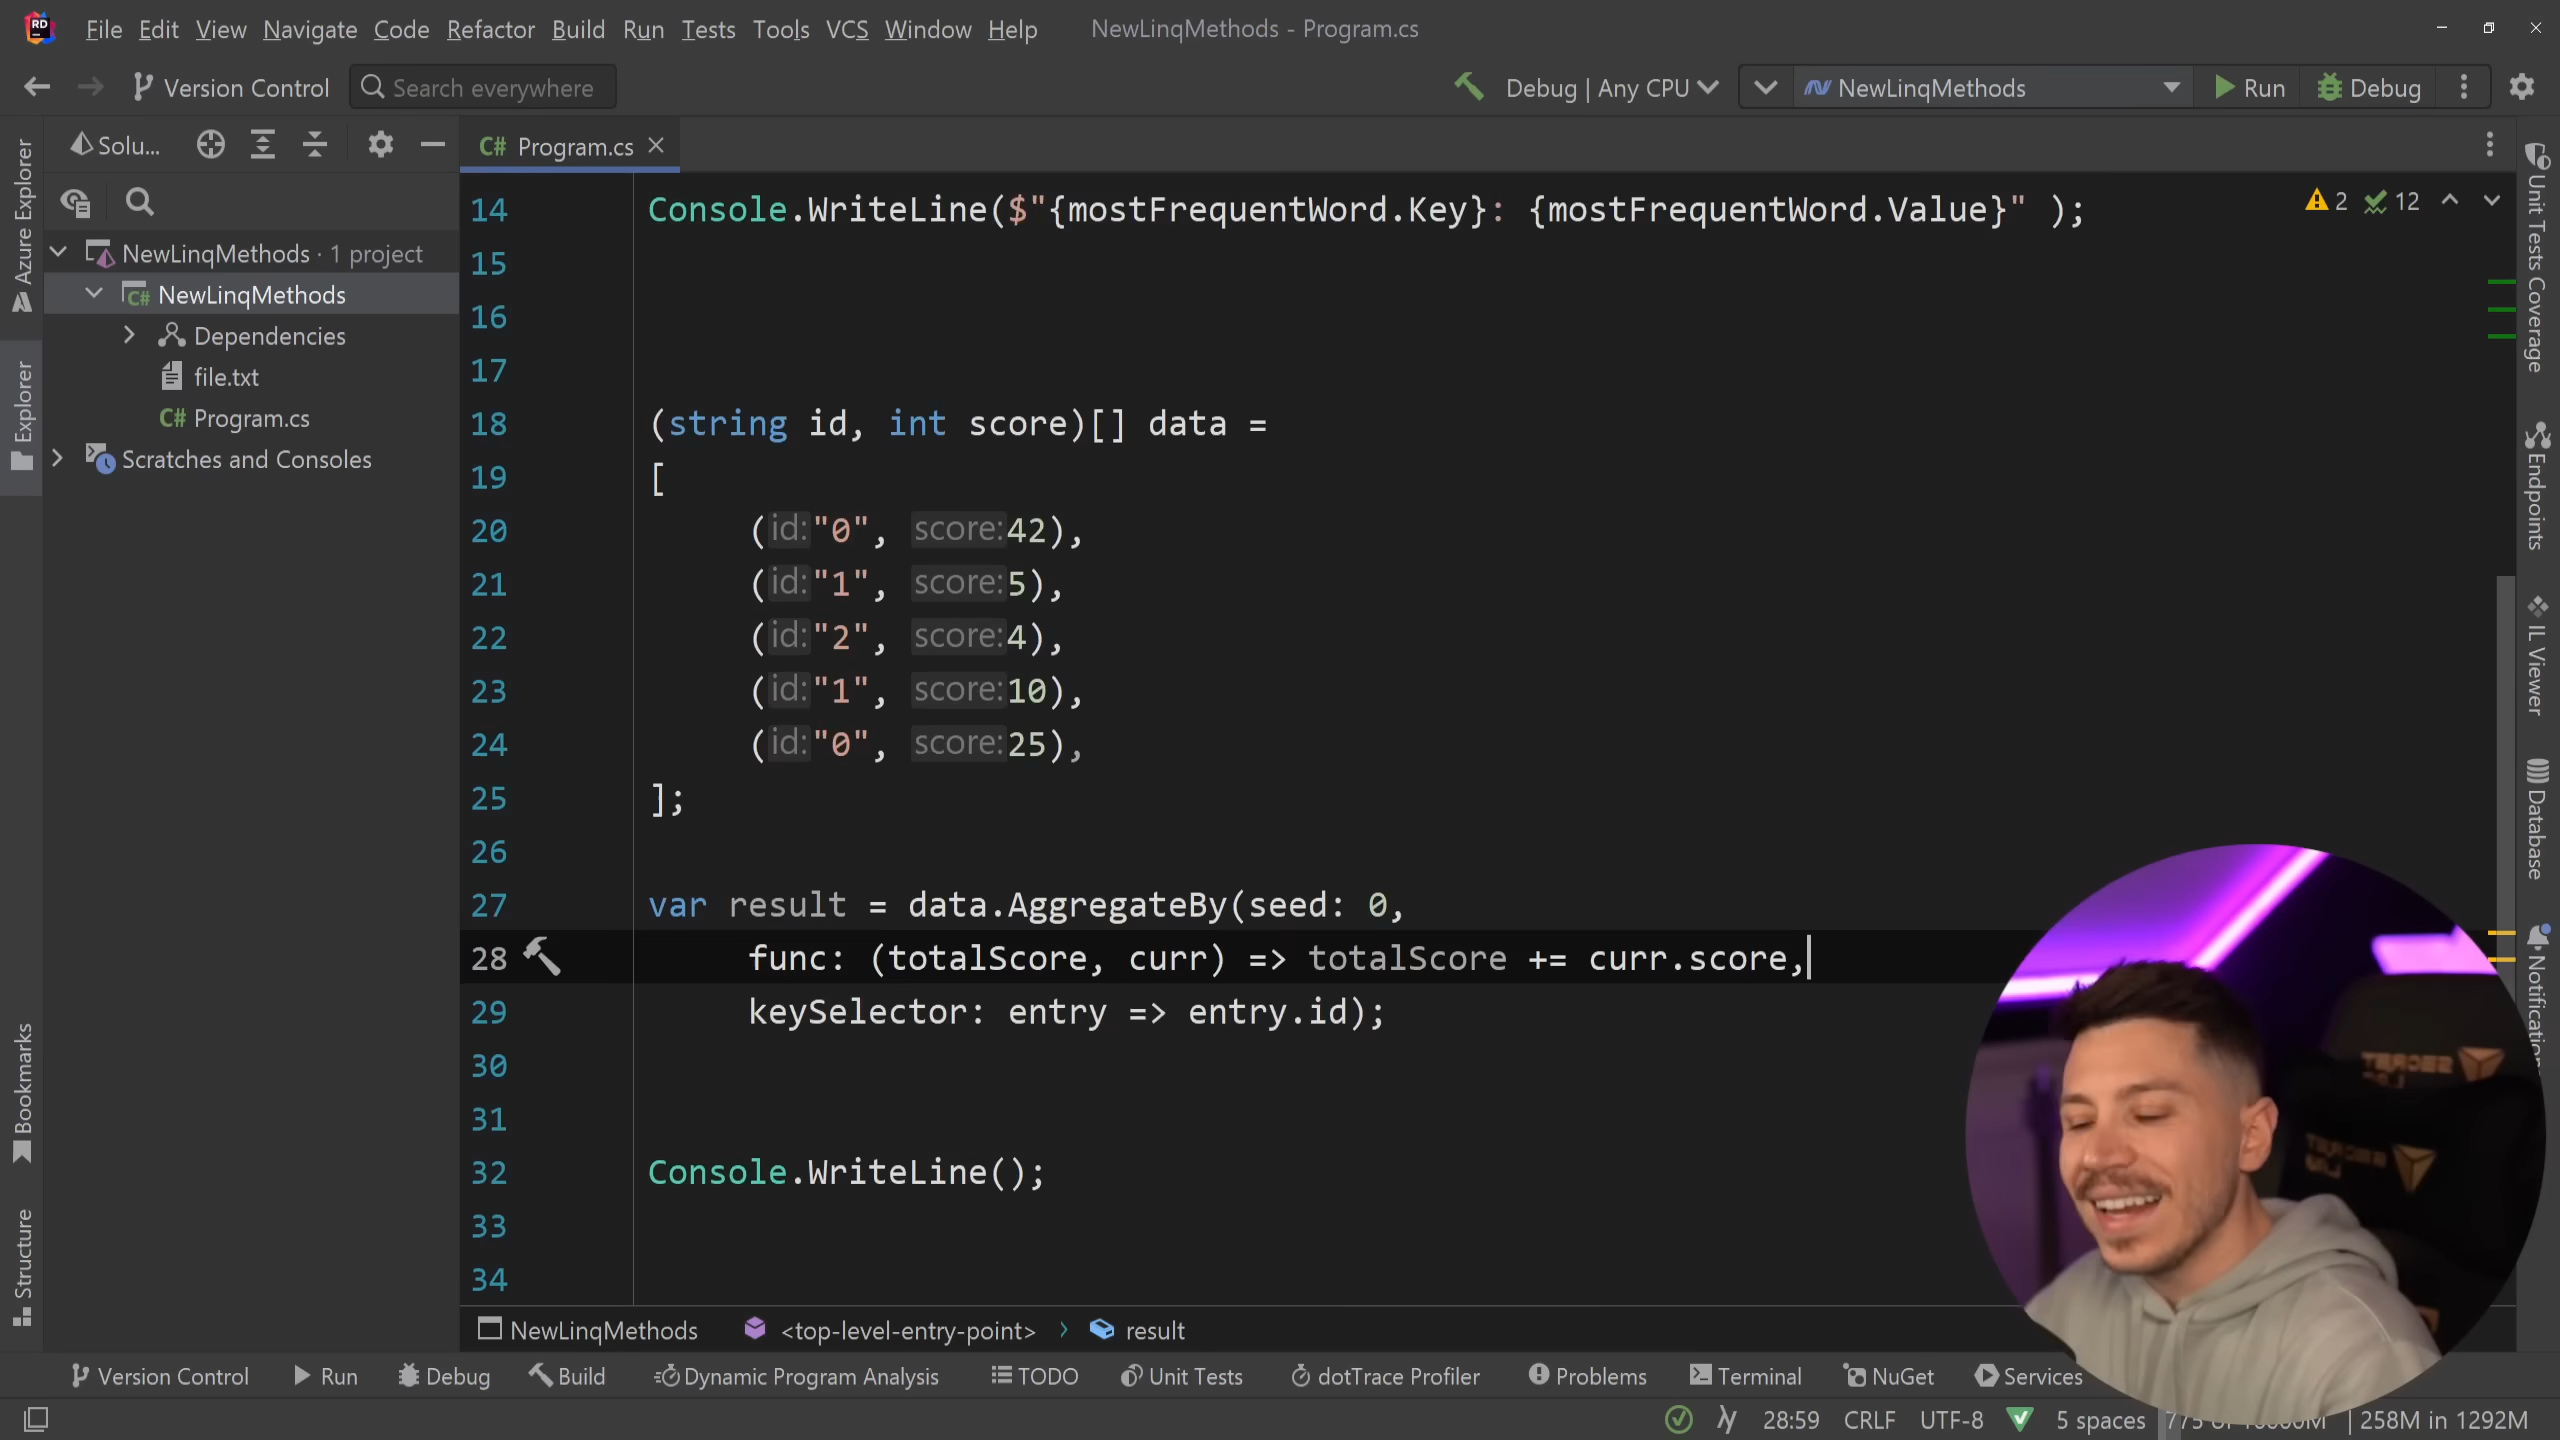 File Edit View Navigate Code Refactor Build Run Tests Tools VCS Window Help NewLinqMethods - Program.cs
Version Control Search everywhere Debug | Any CPU NewLinqMethods Run Debug
Solu... C# Program.cs
Azure Explorer
Explorer
Bookmarks
Structure
NewLinqMethods · 1 project
C# NewLinqMethods
Dependencies
file.txt
C# Program.cs
Scratches and Consoles
2 12
14 Console.WriteLine($"{mostFrequentWord.Key}: {mostFrequentWord.Value}" );
15
16
17
18 (string id, int score)[] data =
19 [
20 (id:"0", score:42),
21 (id:"1", score:5),
22 (id:"2", score:4),
23 (id:"1", score:10),
24 (id:"0", score:25),
25 ];
26
27 var result = data.AggregateBy(seed: 0,
28 func: (totalScore, curr) => totalScore += curr.score,
29 keySelector: entry => entry.id);
30
31
32 Console.WriteLine();
33
34
Unit Tests Coverage
Endpoints
IL Viewer
Database
SECRET
LAB
SECRET
LAB
NewLinqMethods <top-level-entry-point> › result
Version Control Run Debug Build Dynamic Program Analysis TODO Unit Tests dotTrace Profiler Problems Terminal NuGet Services
28:59 CRLF UTF-8 5 spaces 258M in 1292M